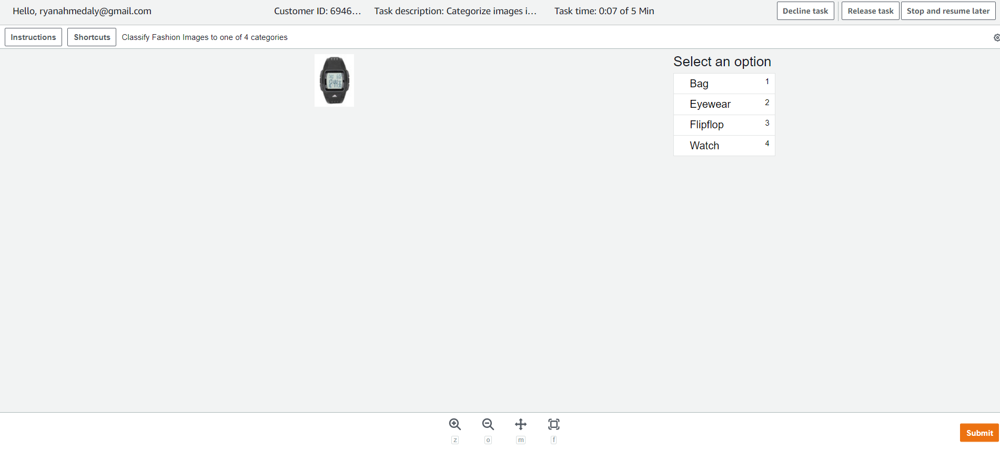 Hello, ryanahmedaly@gmail.com
Customer ID: 6946...
Task description: Categorize images i...
Task time: 0:07 of 5 Min
Decline task
Release task
Stop and resume later
Instructions
Shortcuts
Classify Fashion Images to one of 4 categories
Select an option
Bag 1
Eyewear 2
Flipflop 3
Watch 4
z
o
m
f
Submit